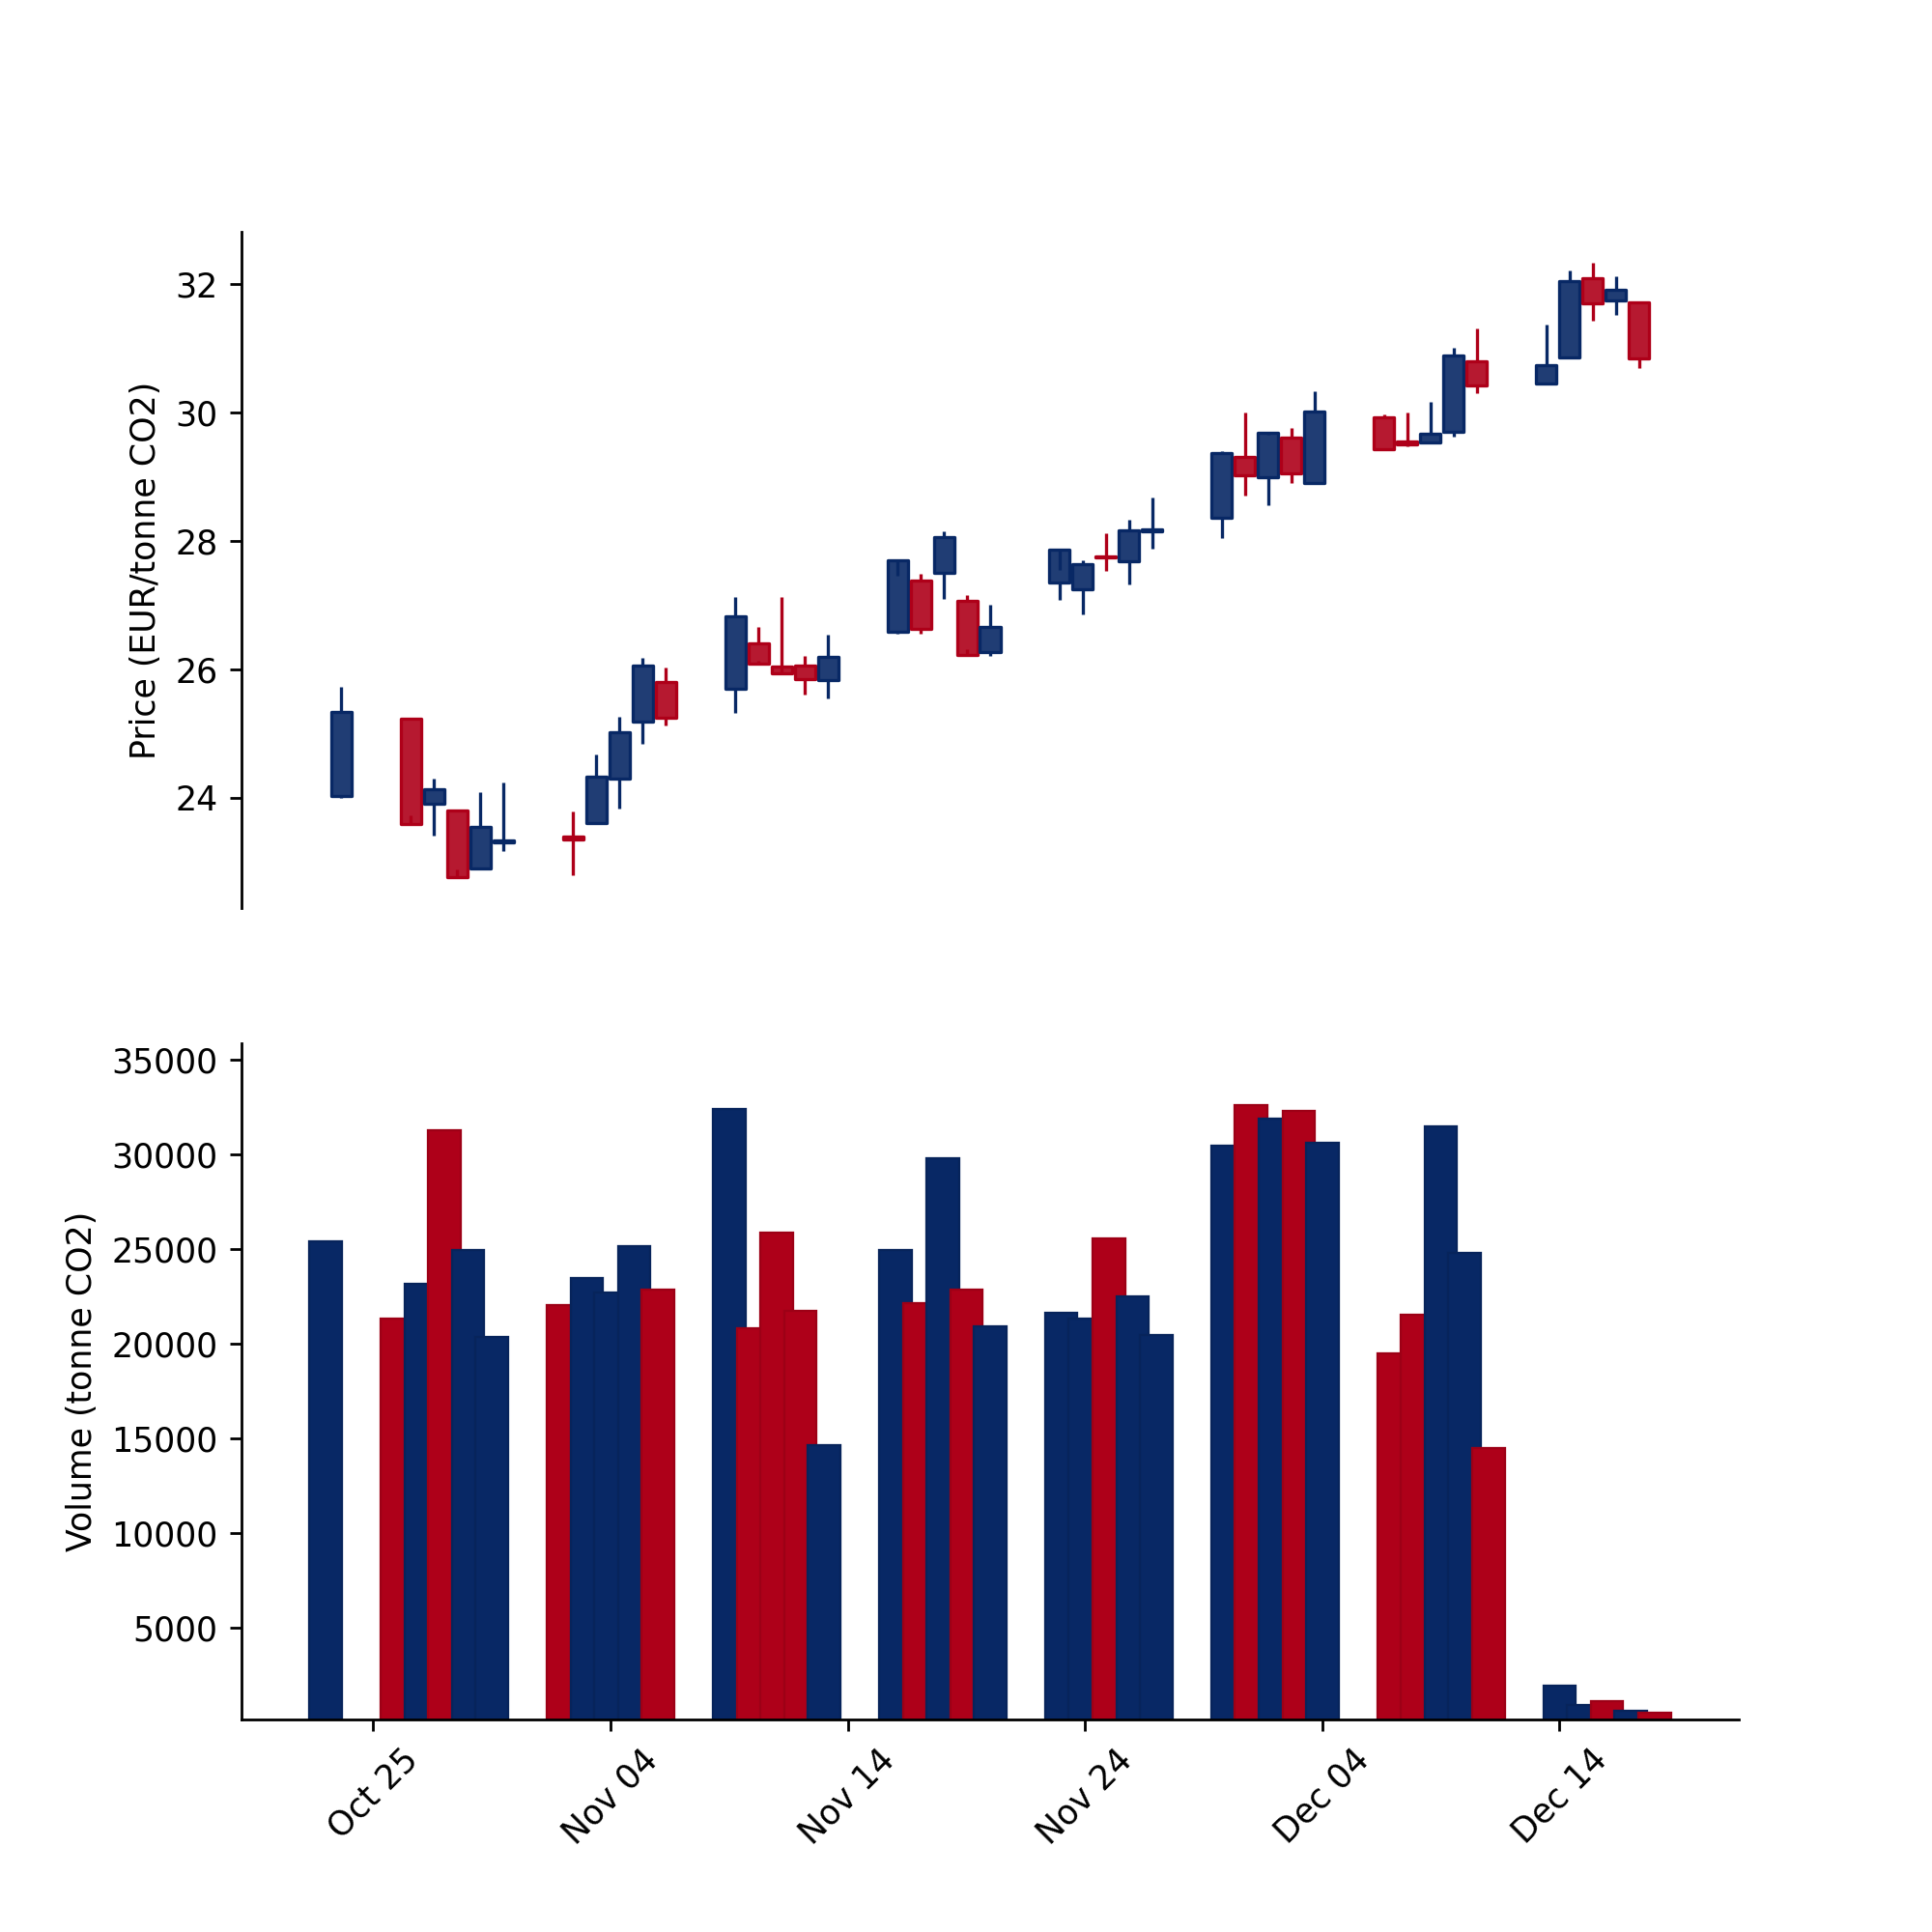 Price (EUR/tonne CO2)
32
30
28
26
24
Volume (tonne CO2)
35000
30000
25000
20000
15000
10000
5000
Oct 25
Nov 04
Nov 14
Nov 24
Dec 04
Dec 14